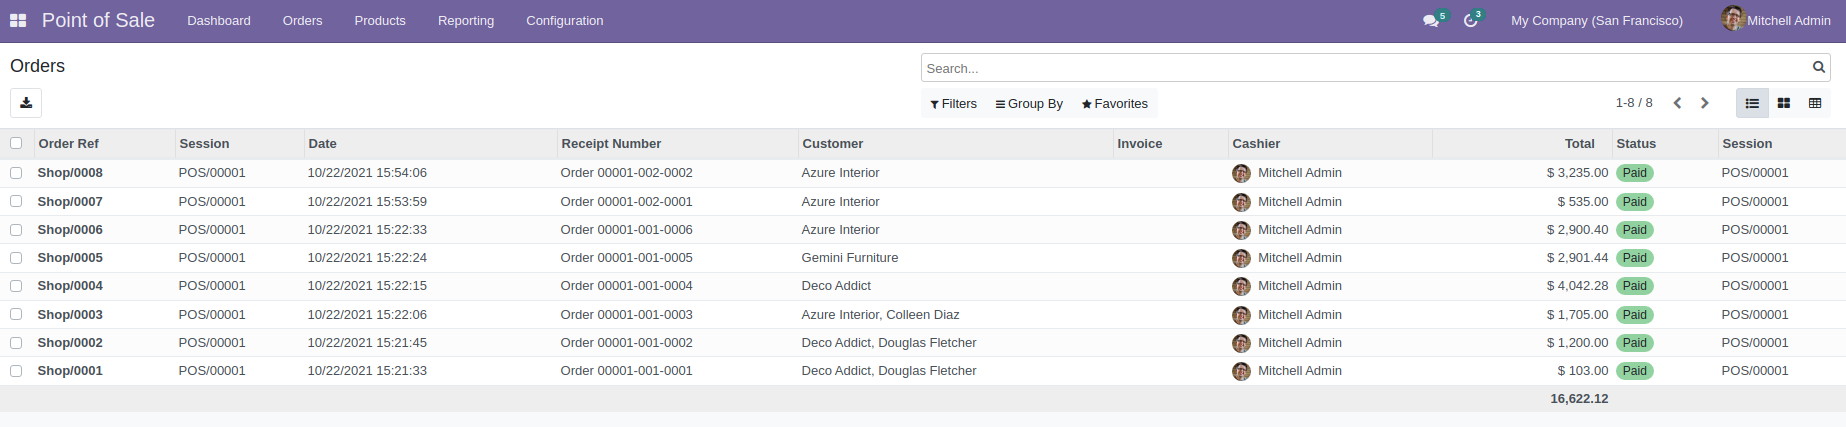 Point of Sale Dashboard Orders Products Reporting Configuration 5 3 My Company (San Francisco) Mitchell Admin
Orders
Search...
Filters Group By Favorites 1-8 / 8
Order Ref Session Date Receipt Number Customer Invoice Cashier Total Status Session
Shop/0008 POS/00001 10/22/2021 15:54:06 Order 00001-002-0002 Azure Interior Mitchell Admin $ 3,235.00 Paid POS/00001
Shop/0007 POS/00001 10/22/2021 15:53:59 Order 00001-002-0001 Azure Interior Mitchell Admin $ 535.00 Paid POS/00001
Shop/0006 POS/00001 10/22/2021 15:22:33 Order 00001-001-0006 Azure Interior Mitchell Admin $ 2,900.40 Paid POS/00001
Shop/0005 POS/00001 10/22/2021 15:22:24 Order 00001-001-0005 Gemini Furniture Mitchell Admin $ 2,901.44 Paid POS/00001
Shop/0004 POS/00001 10/22/2021 15:22:15 Order 00001-001-0004 Deco Addict Mitchell Admin $ 4,042.28 Paid POS/00001
Shop/0003 POS/00001 10/22/2021 15:22:06 Order 00001-001-0003 Azure Interior, Colleen Diaz Mitchell Admin $ 1,705.00 Paid POS/00001
Shop/0002 POS/00001 10/22/2021 15:21:45 Order 00001-001-0002 Deco Addict, Douglas Fletcher Mitchell Admin $ 1,200.00 Paid POS/00001
Shop/0001 POS/00001 10/22/2021 15:21:33 Order 00001-001-0001 Deco Addict, Douglas Fletcher Mitchell Admin $ 103.00 Paid POS/00001
16,622.12